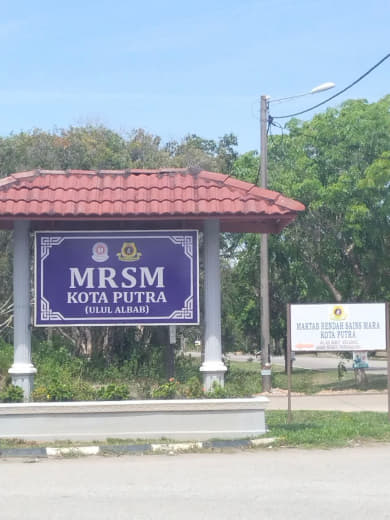 MRSM
KOTA PUTRA
(ULUL ALBAB)
MAKTAB RENDAH SAINS MARA
KOTA PUTRA